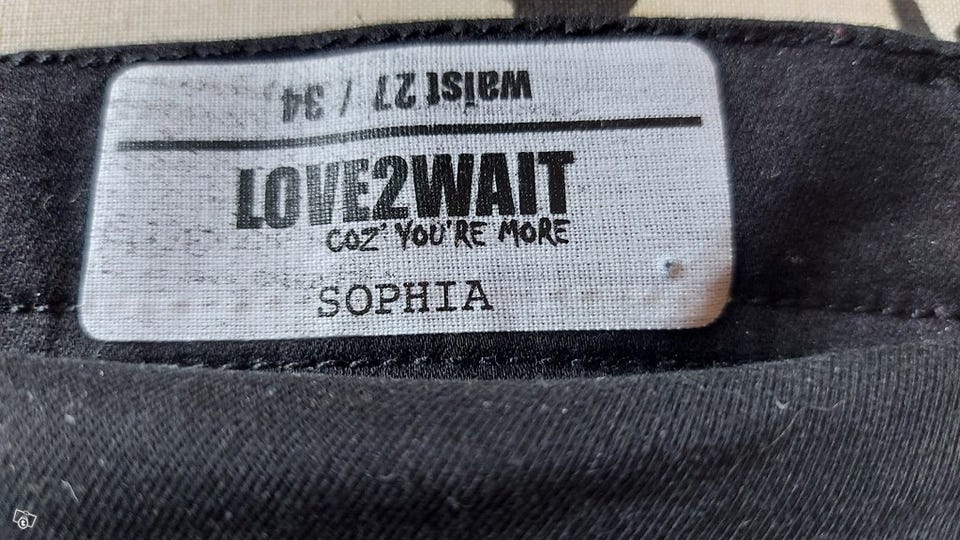 waist 27 / 34
LOVE2WAIT
COZ' YOU'RE MORE
SOPHIA